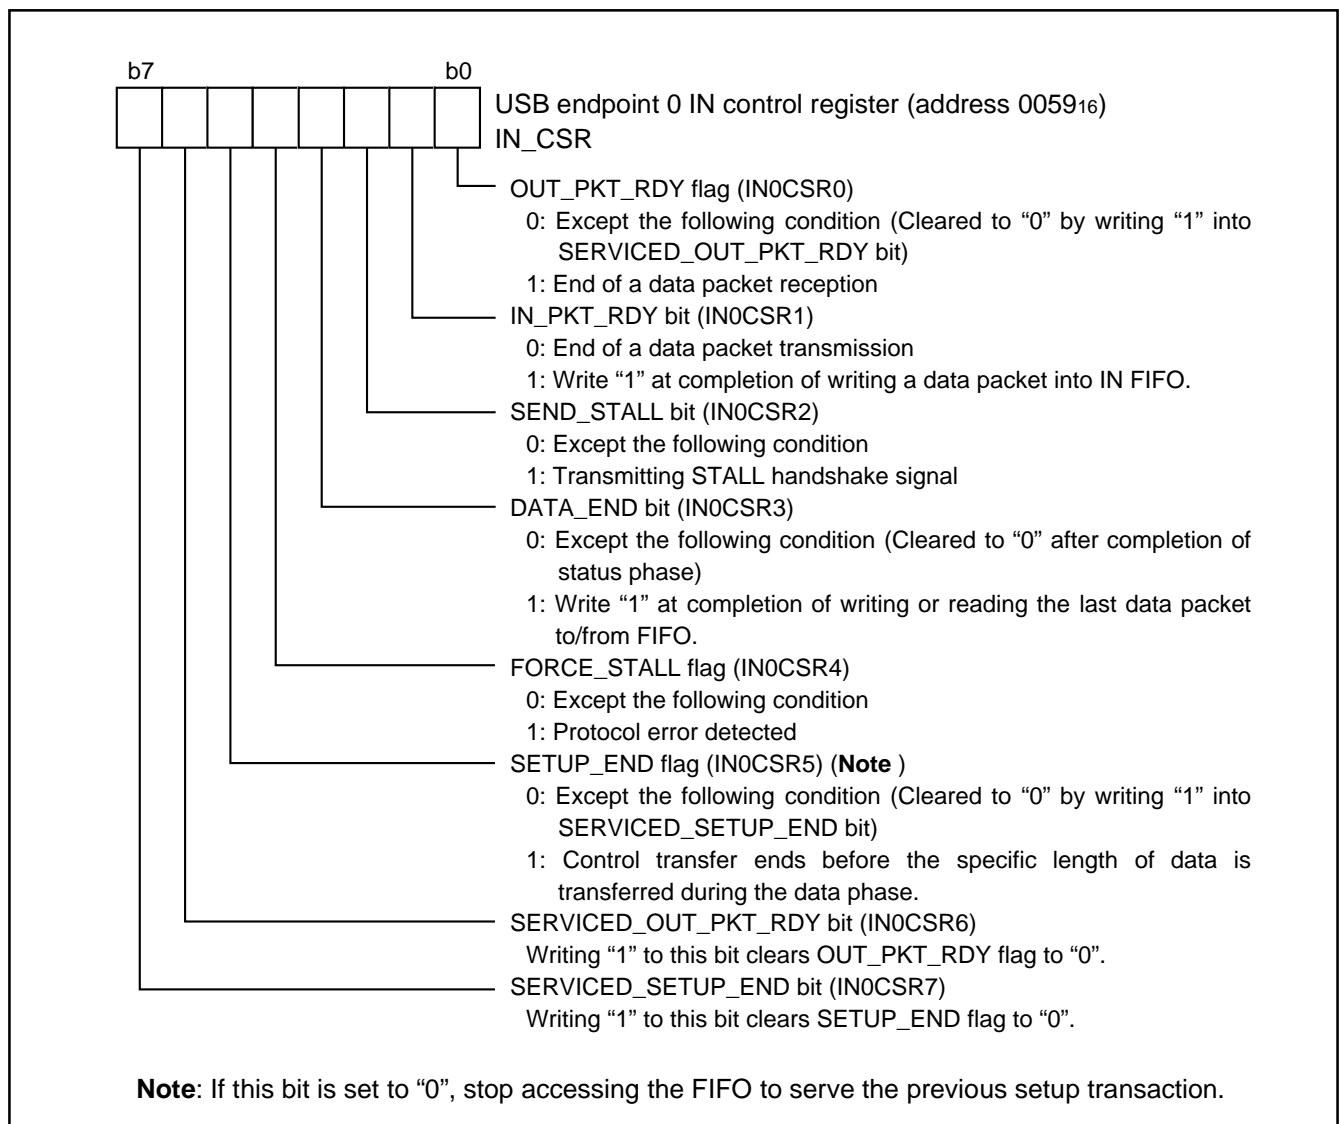 b7 b0
USB endpoint 0 IN control register (address 005916)
IN_CSR
OUT_PKT_RDY flag (IN0CSR0)
0: Except the following condition (Cleared to “0” by writing “1” into
SERVICED_OUT_PKT_RDY bit)
1: End of a data packet reception
IN_PKT_RDY bit (IN0CSR1)
0: End of a data packet transmission
1: Write “1” at completion of writing a data packet into IN FIFO.
SEND_STALL bit (IN0CSR2)
0: Except the following condition
1: Transmitting STALL handshake signal
DATA_END bit (IN0CSR3)
0: Except the following condition (Cleared to “0” after completion of
status phase)
1: Write “1” at completion of writing or reading the last data packet
to/from FIFO.
FORCE_STALL flag (IN0CSR4)
0: Except the following condition
1: Protocol error detected
SETUP_END flag (IN0CSR5) (Note )
0: Except the following condition (Cleared to “0” by writing “1” into
SERVICED_SETUP_END bit)
1: Control transfer ends before the specific length of data is
transferred during the data phase.
SERVICED_OUT_PKT_RDY bit (IN0CSR6)
Writing “1” to this bit clears OUT_PKT_RDY flag to “0”.
SERVICED_SETUP_END bit (IN0CSR7)
Writing “1” to this bit clears SETUP_END flag to “0”.
Note: If this bit is set to “0”, stop accessing the FIFO to serve the previous setup transaction.